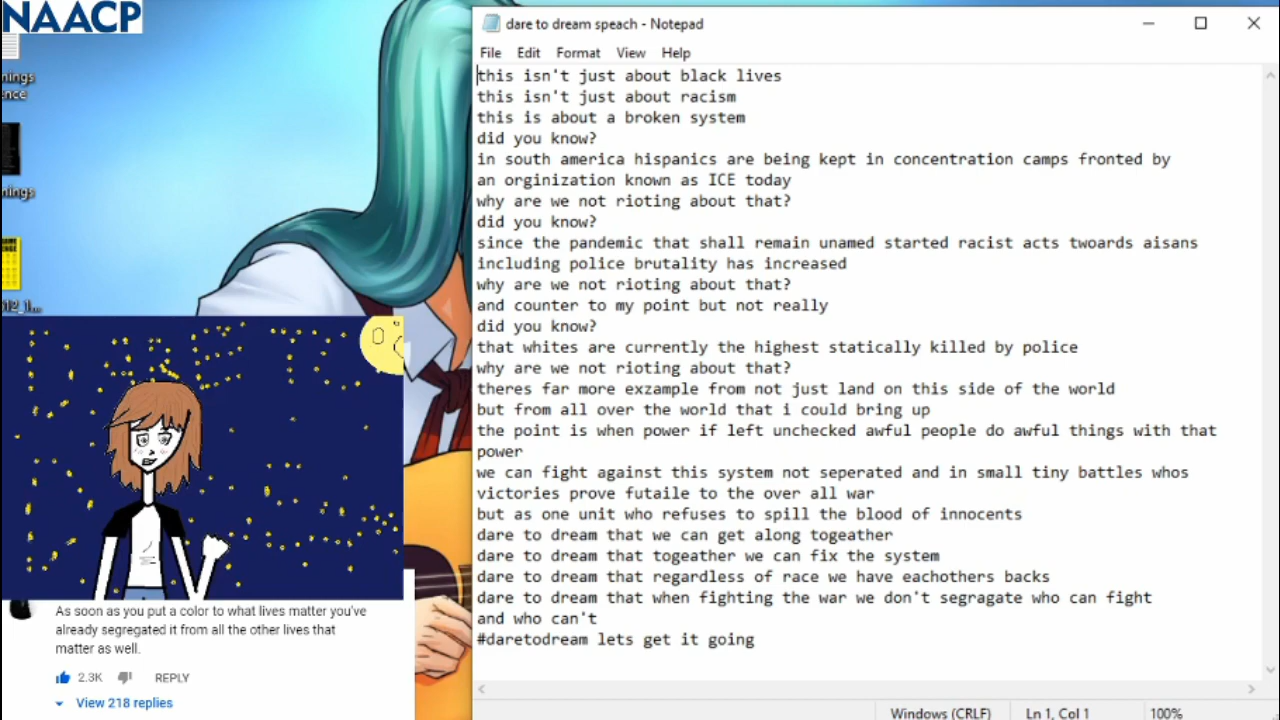 NAACP
nings
ence
nings
512_1...
dare to dream speach - Notepad
File Edit Format View Help
this isn't just about black lives
this isn't just about racism
this is about a broken system
did you know?
in south america hispanics are being kept in concentration camps fronted by
an orginization known as ICE today
why are we not rioting about that?
did you know?
since the pandemic that shall remain unamed started racist acts twoards aisans
including police brutality has increased
why are we not rioting about that?
and counter to my point but not really
did you know?
that whites are currently the highest statically killed by police
why are we not rioting about that?
theres far more exzample from not just land on this side of the world
but from all over the world that i could bring up
the point is when power if left unchecked awful people do awful things with that
power
we can fight against this system not seperated and in small tiny battles whos
victories prove futaile to the over all war
but as one unit who refuses to spill the blood of innocents
dare to dream that we can get along togeather
dare to dream that togeather we can fix the system
dare to dream that regardless of race we have eachothers backs
dare to dream that when fighting the war we don't segragate who can fight
and who can't
#daretodream lets get it going
As soon as you put a color to what lives matter you've
already segregated it from all the other lives that
matter as well.
2.3K REPLY
View 218 replies
Windows (CRLF) Ln 1, Col 1 100%